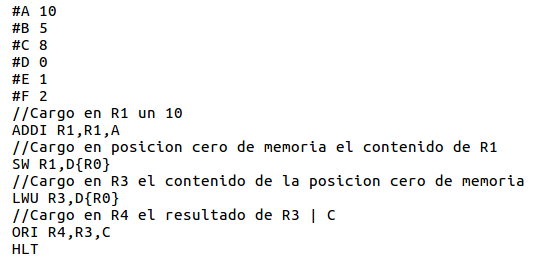 #A 10
#B 5
#C 8
#D 0
#E 1
#F 2
//Cargo en R1 un 10
ADDI R1,R1,A
//Cargo en posicion cero de memoria el contenido de R1
SW R1,D{R0}
//Cargo en R3 el contenido de la posicion cero de memoria
LWU R3,D{R0}
//Cargo en R4 el resultado de R3 | C
ORI R4,R3,C
HLT